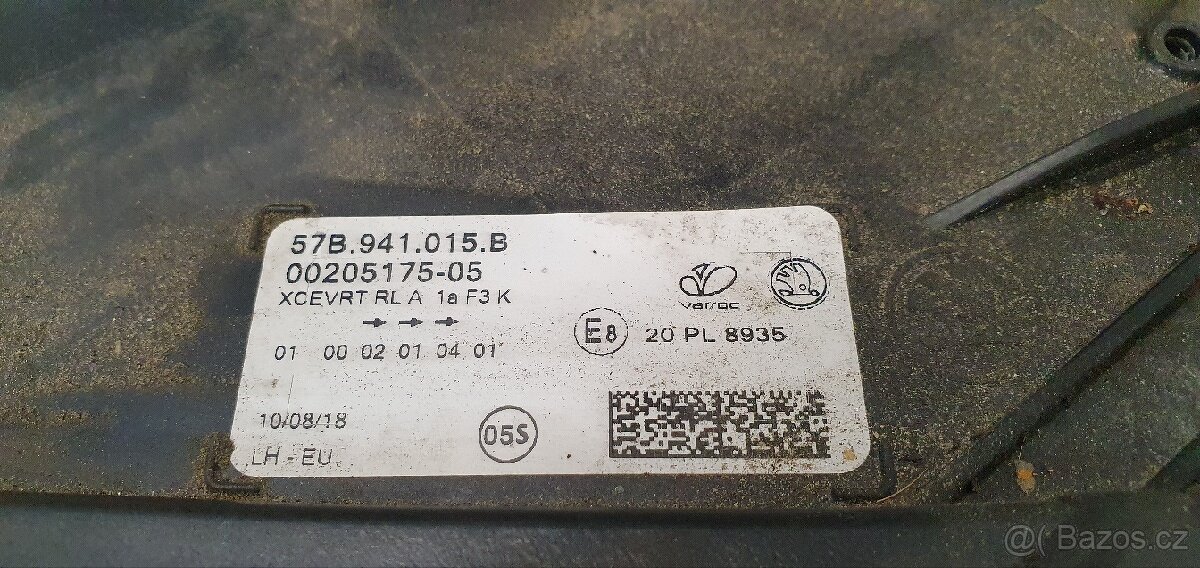 57B.941.015.B
00205175-05
XCEVRT RL A 1a F3 K
01 00 02 01 04 01
varroc
E8 20 PL 8935
10/08/18
LH - EU
05S
@( Bazos.cz